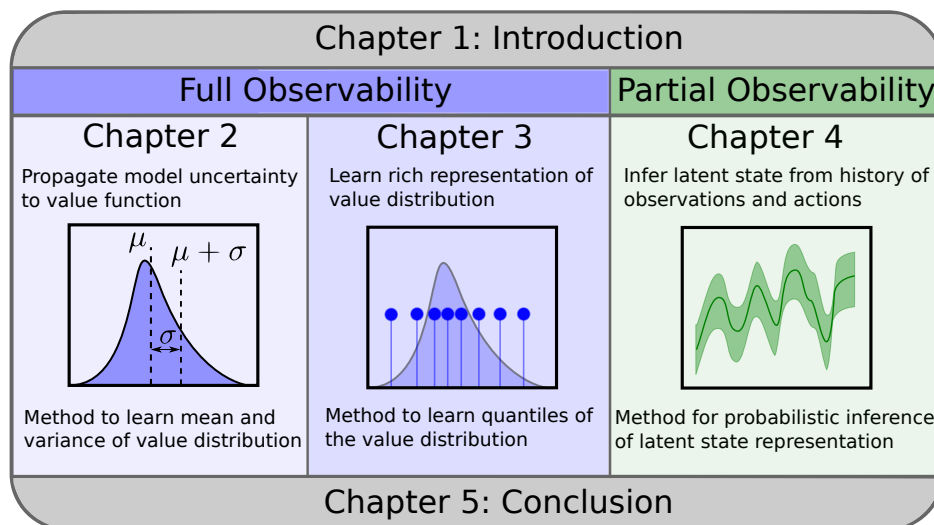 Chapter 1: Introduction
Full Observability
Partial Observability
Chapter 2
Propagate model uncertainty
to value function
μ
μ + σ
σ
Method to learn mean and
variance of value distribution
Chapter 3
Learn rich representation of
value distribution
Method to learn quantiles of
the value distribution
Chapter 4
Infer latent state from history of
observations and actions
Method for probabilistic inference
of latent state representation
Chapter 5: Conclusion